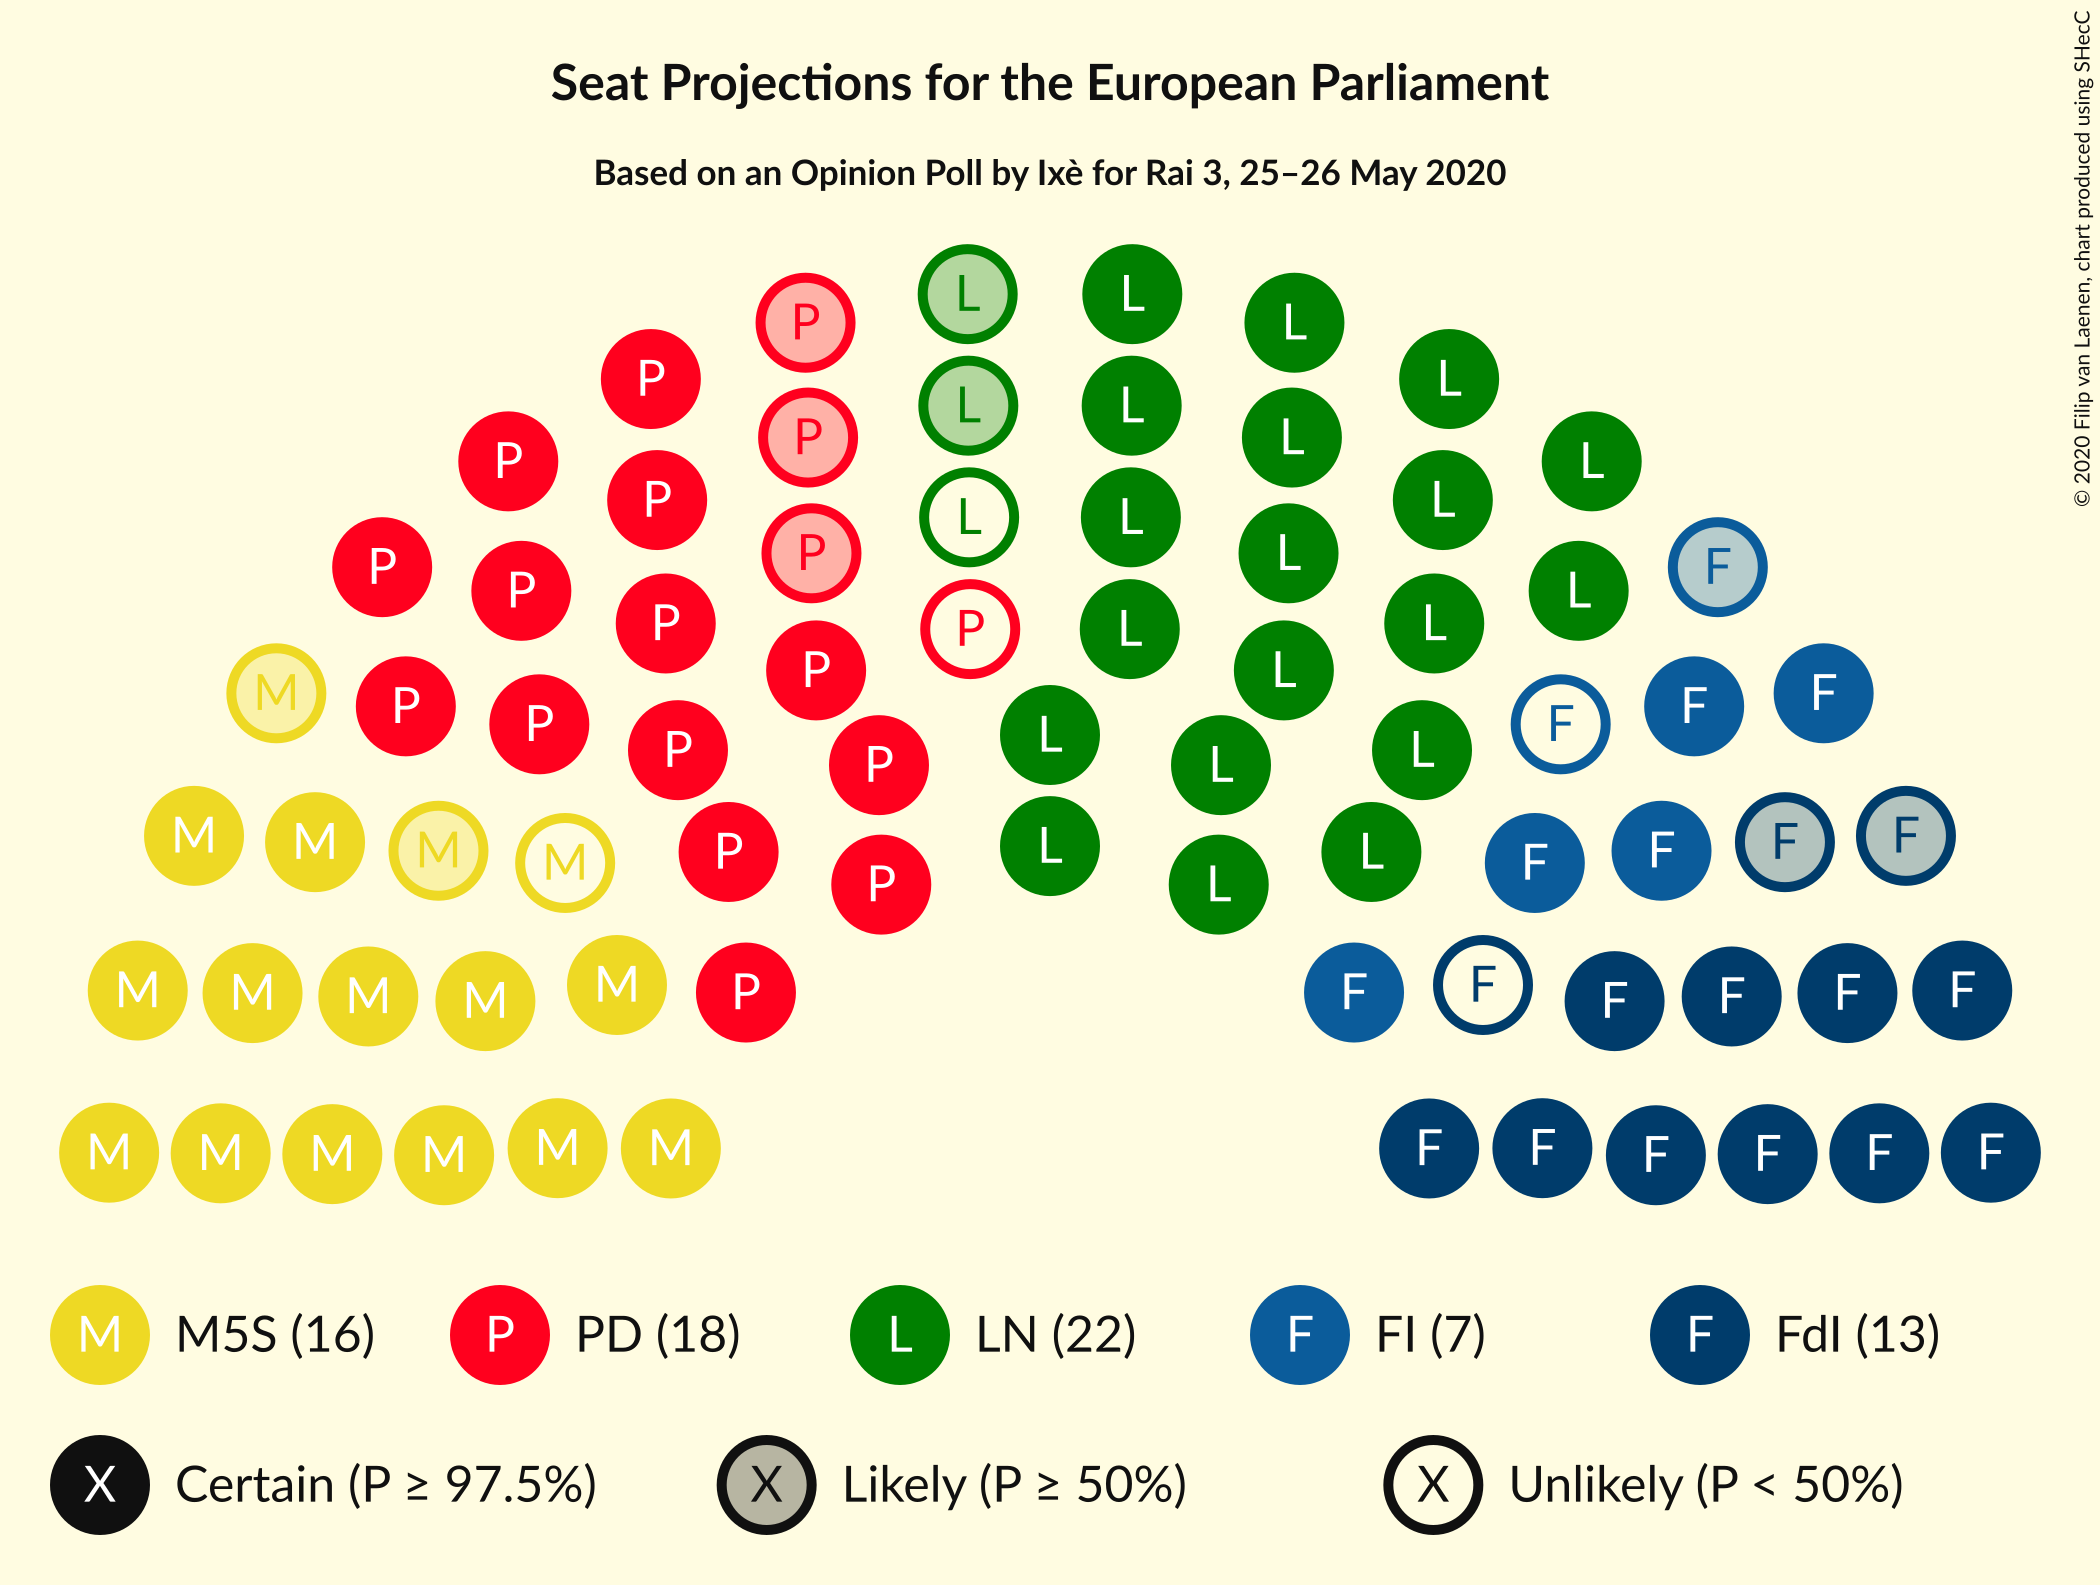 Seat Projections for the European Parliament
Based on an Opinion Poll by Ixè for Rai 3, 25–26 May 2020
© 2020 Filip van Laenen, chart produced using SHecC
L L
P L
P L
L L
P L
P L
P L
P L
L L
P L
P F
P L
P L
P L
P L
P L
M F
P F
P F
P L
L
P L
M F
M F
L
M F
P L
M F
P L
M P L F
M F
M F
M F
M F
P F
M F
M F
M F
M F
M F
M F
M F
M M5S (16) P PD (18) L LN (22) F FI (7) F FdI (13)
X Certain (P ≥ 97.5%) X Likely (P ≥ 50%) X Unlikely (P < 50%)